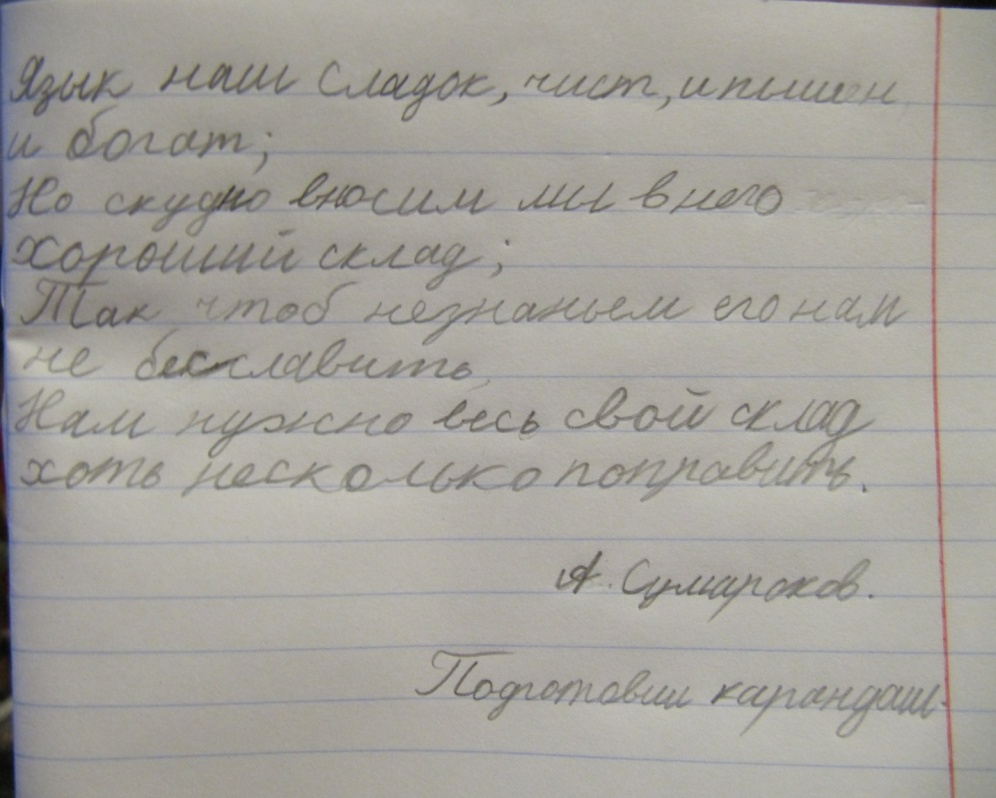 Язык наш сладок, чист, и пышен
и богат;
Но скудно вносим мы в него
хороший склад;
Так чтоб незнаньем его нам
не бесславить,
Нам нужно весь свой склад
хоть несколько поправить.
А. Сумароков.
Подготовил карандаш-